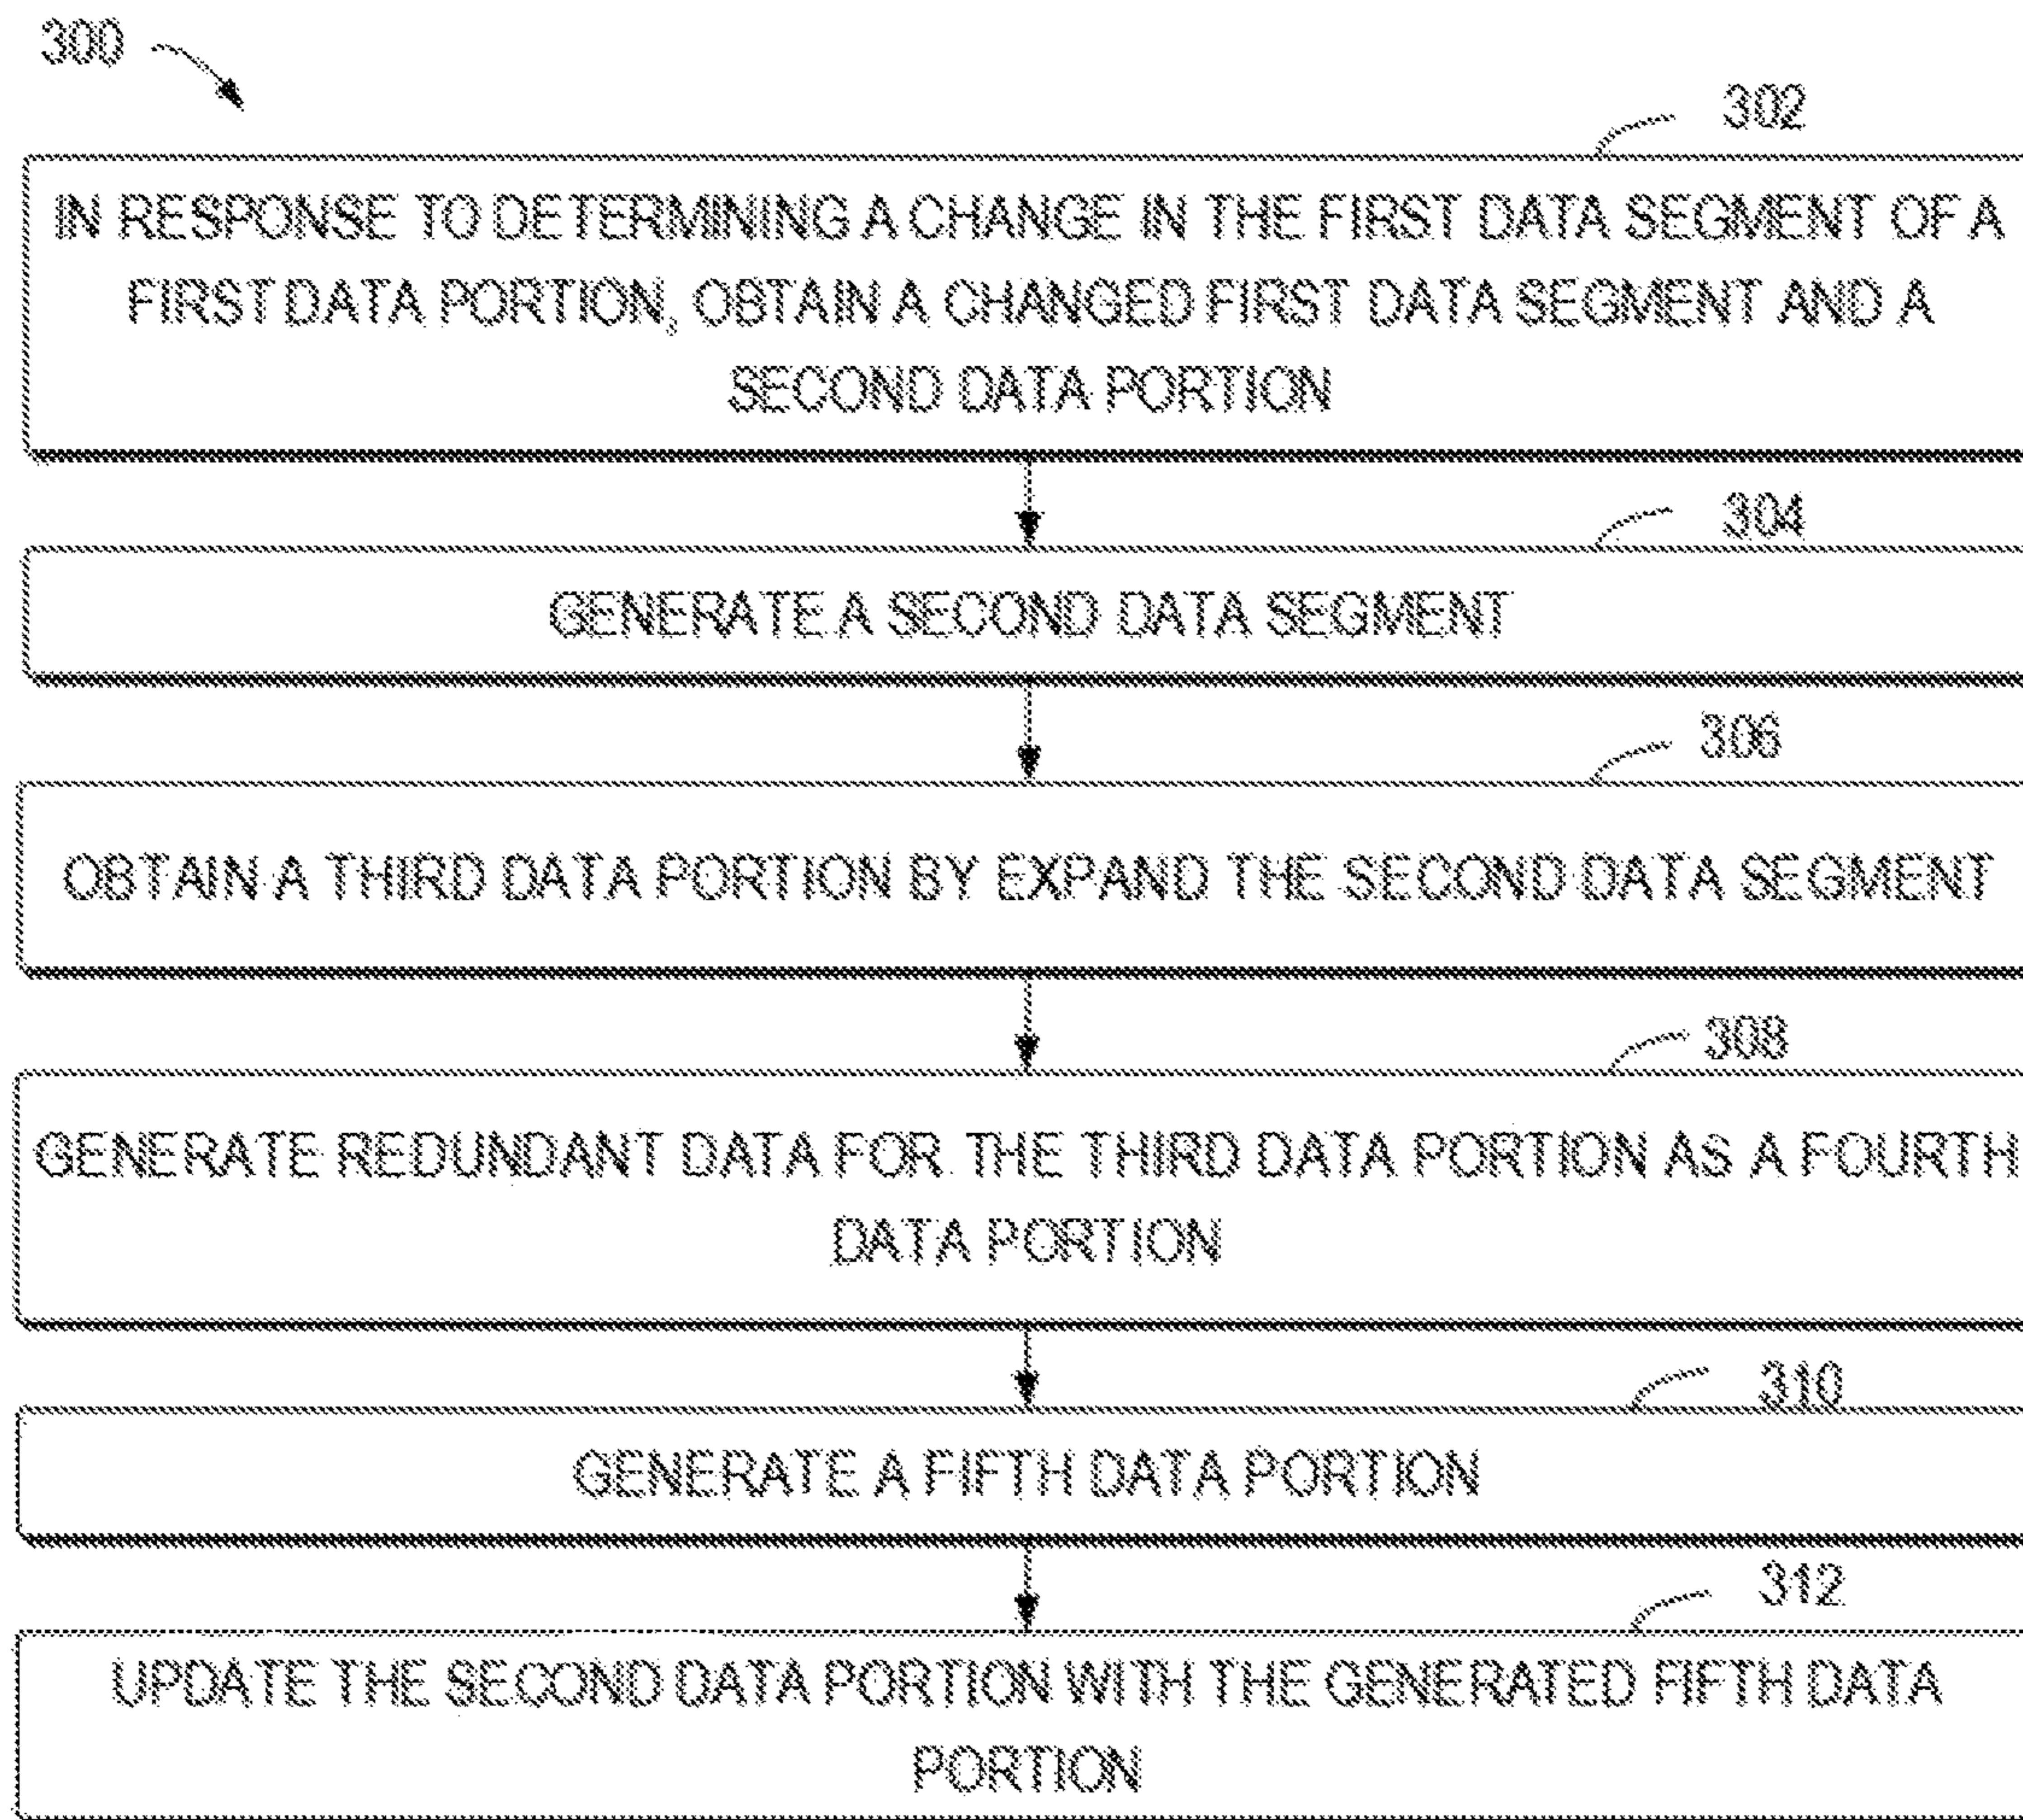 300
302
IN RESPONSE TO DETERMINING A CHANGE IN THE FIRST DATA SEGMENT OF A
FIRST DATA PORTION, OBTAIN A CHANGED FIRST DATA SEGMENT AND A
SECOND DATA PORTION
304
GENERATE A SECOND DATA SEGMENT
306
OBTAIN A THIRD DATA PORTION BY EXPAND THE SECOND DATA SEGMENT
308
GENERATE REDUNDANT DATA FOR THE THIRD DATA PORTION AS A FOURTH
DATA PORTION
310
GENERATE A FIFTH DATA PORTION
312
UPDATE THE SECOND DATA PORTION WITH THE GENERATED FIFTH DATA
PORTION